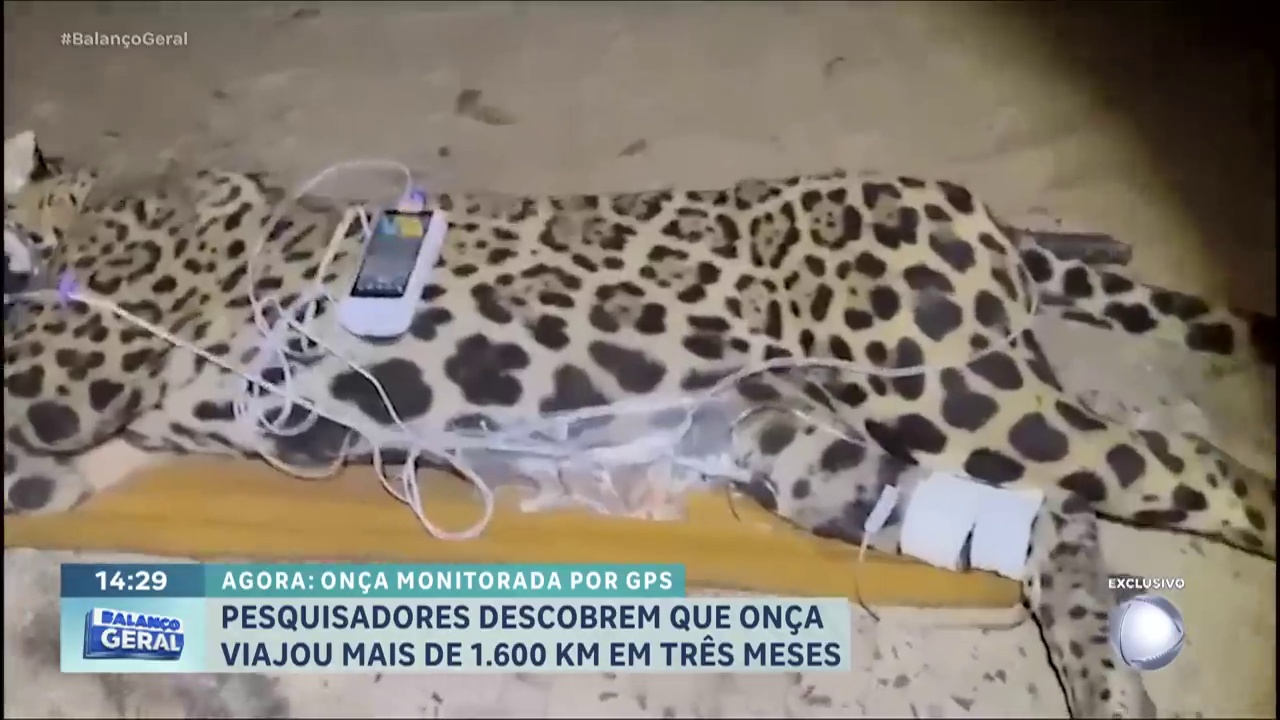 #BalançoGeral
14:29
AGORA: ONÇA MONITORADA POR GPS
BALANÇO
GERAL
PESQUISADORES DESCOBREM QUE ONÇA
VIAJOU MAIS DE 1.600 KM EM TRÊS MESES
EXCLUSIVO